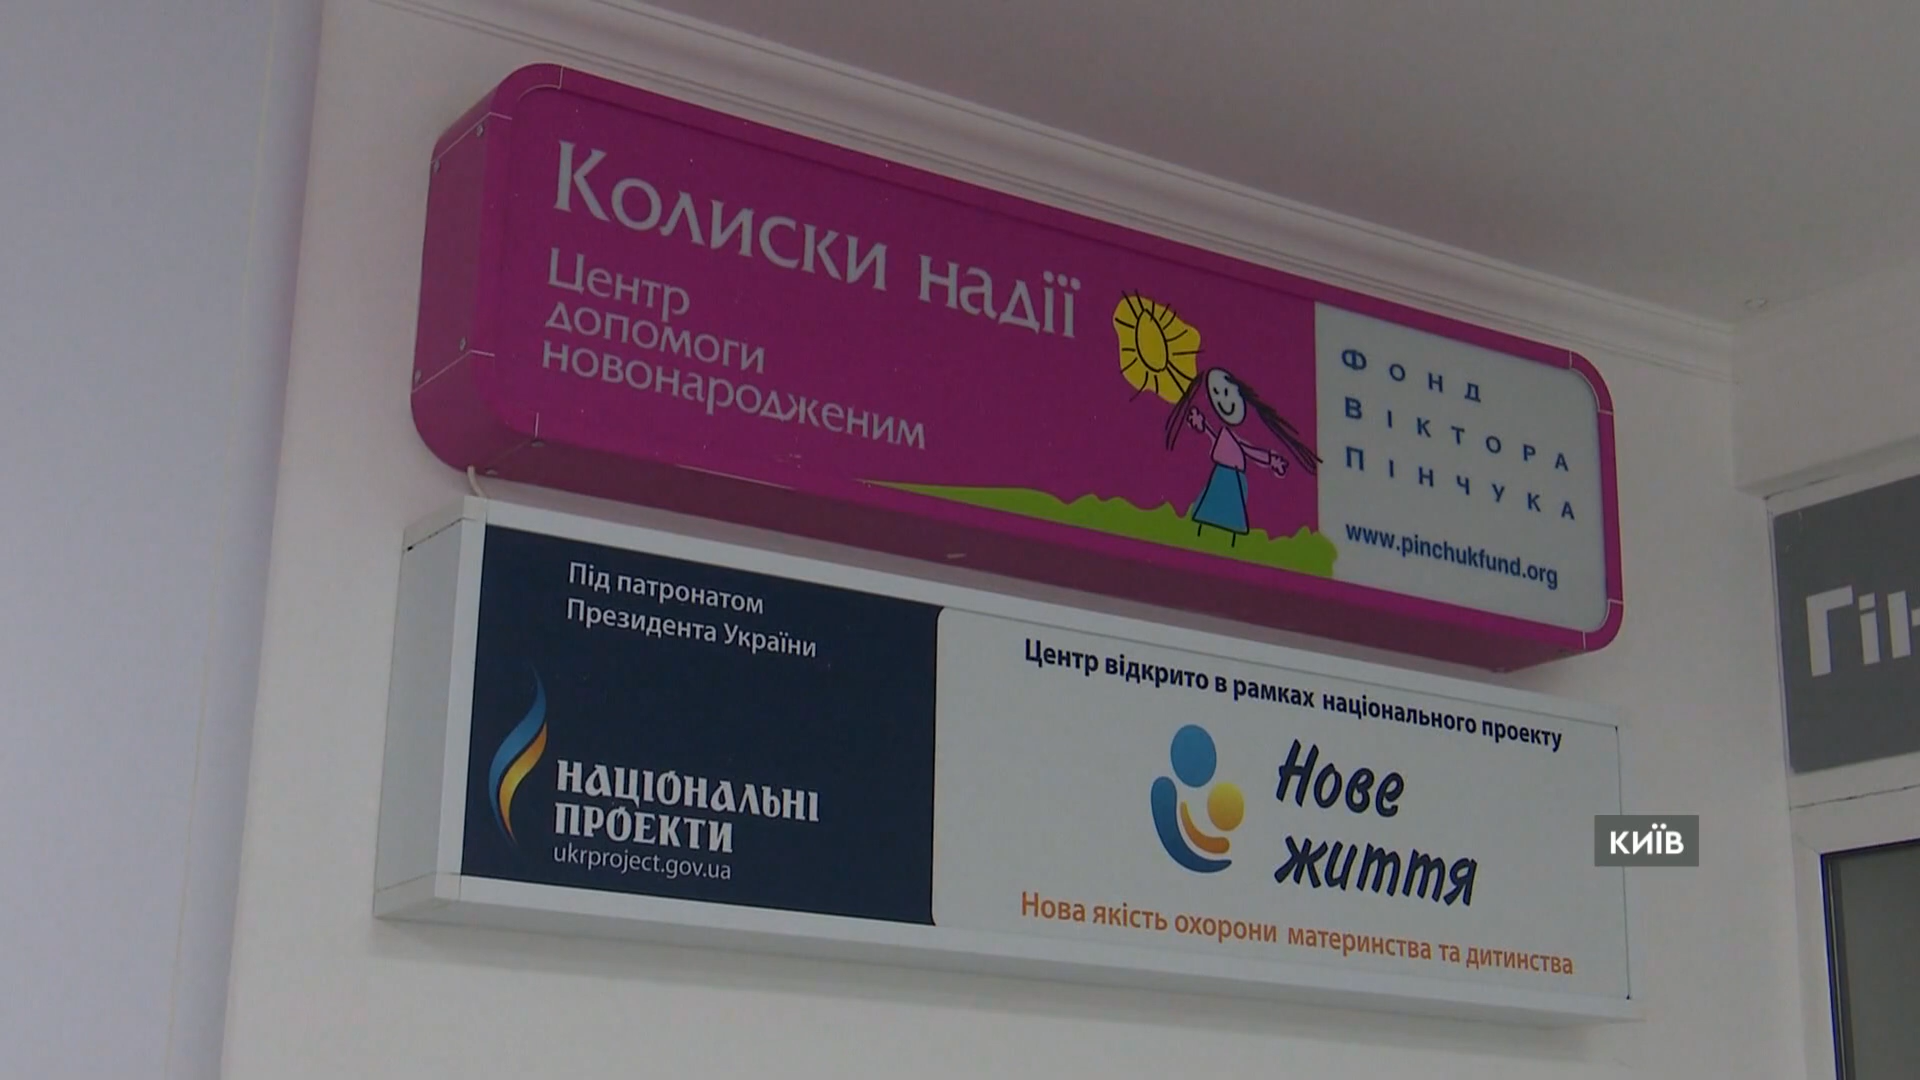 Колиски надії
Центр
допомоги
новонародженим
ФОНД
ВІКТОРА
ПІНЧУКА
www.pinchukfund.org
Під патронатом
Президента України
НАЦІОНАЛЬНІ
ПРОЕКТИ
ukrproject.gov.ua
Центр відкрито в рамках національного проекту
Нове
життя
Нова якість охорони материнства та дитинства
КИЇВ